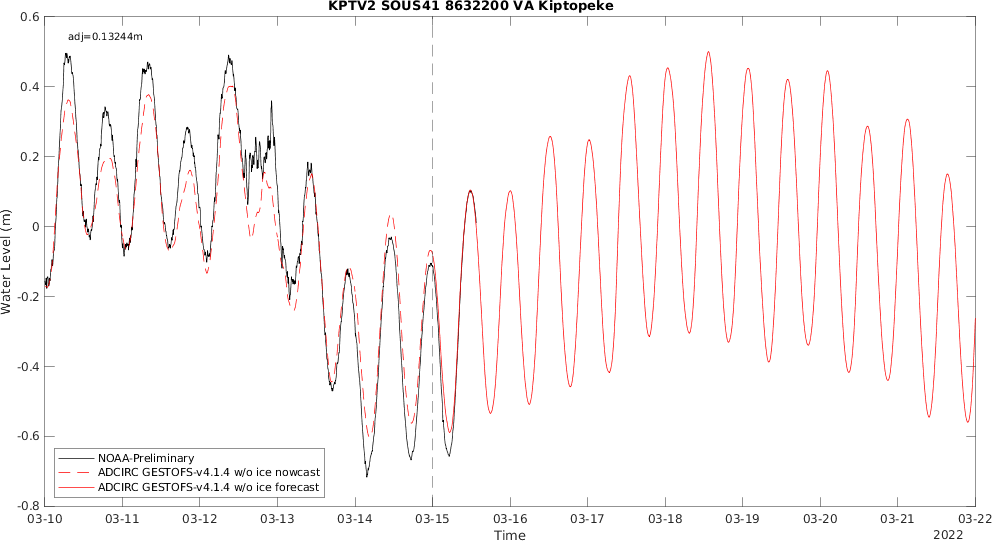 KPTV2 SOUS41 8632200 VA Kiptopeke
adj=0.13244m
0.6
0.4
0.2
0
-0.2
-0.4
-0.6
-0.8
Water Level (m)
NOAA-Preliminary
ADCIRC GESTOFS-v4.1.4 w/o ice nowcast
ADCIRC GESTOFS-v4.1.4 w/o ice forecast
03-10 03-11 03-12 03-13 03-14 03-15 03-16 03-17 03-18 03-19 03-20 03-21 03-22
Time
2022